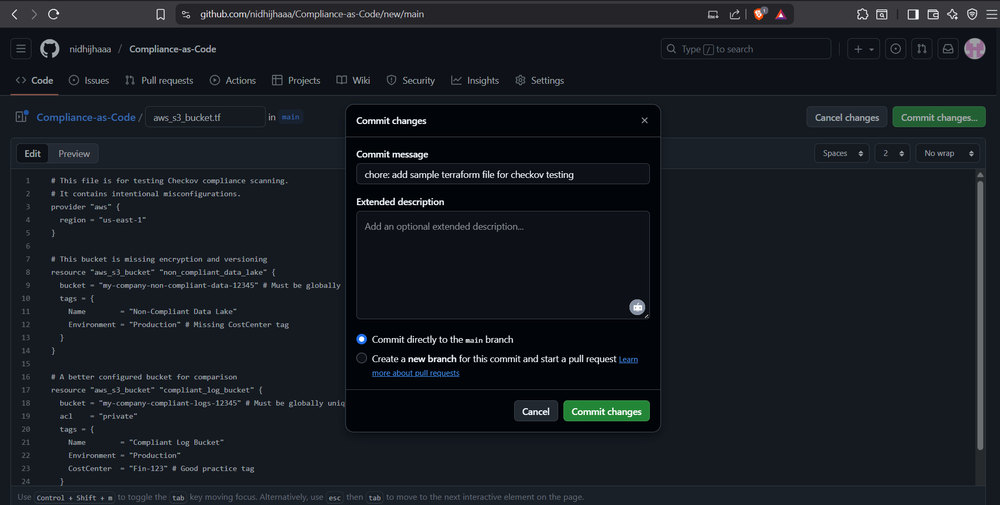 github.com/nidhijhaaa/Compliance-as-Code/new/main
1
nidhijhaaa / Compliance-as-Code
Type / to search
Code Issues Pull requests Actions Projects Wiki Security Insights Settings
Compliance-as-Code / aws_s3_bucket.tf in main
Cancel changes Commit changes...
Edit Preview
Spaces 2 No wrap
1 # This file is for testing Checkov compliance scanning.
2 # It contains intentional misconfigurations.
3 provider "aws" {
4 region = "us-east-1"
5 }
6
7 # This bucket is missing encryption and versioning
8 resource "aws_s3_bucket" "non_compliant_data_lake" {
9 bucket = "my-company-non-compliant-data-12345" # Must be globally
10 tags = {
11 Name = "Non-Compliant Data Lake"
12 Environment = "Production" # Missing CostCenter tag
13 }
14 }
15
16 # A better configured bucket for comparison
17 resource "aws_s3_bucket" "compliant_log_bucket" {
18 bucket = "my-company-compliant-logs-12345" # Must be globally uniq
19 acl = "private"
20 tags = {
21 Name = "Compliant Log Bucket"
22 Environment = "Production"
23 CostCenter = "Fin-123" # Good practice tag
24 }
Commit changes
Commit message
chore: add sample terraform file for checkov testing
Extended description
Add an optional extended description...
Commit directly to the main branch
Create a new branch for this commit and start a pull request Learn
more about pull requests
Cancel Commit changes
Use Control + Shift + m to toggle the tab key moving focus. Alternatively, use esc then tab to move to the next interactive element on the page.